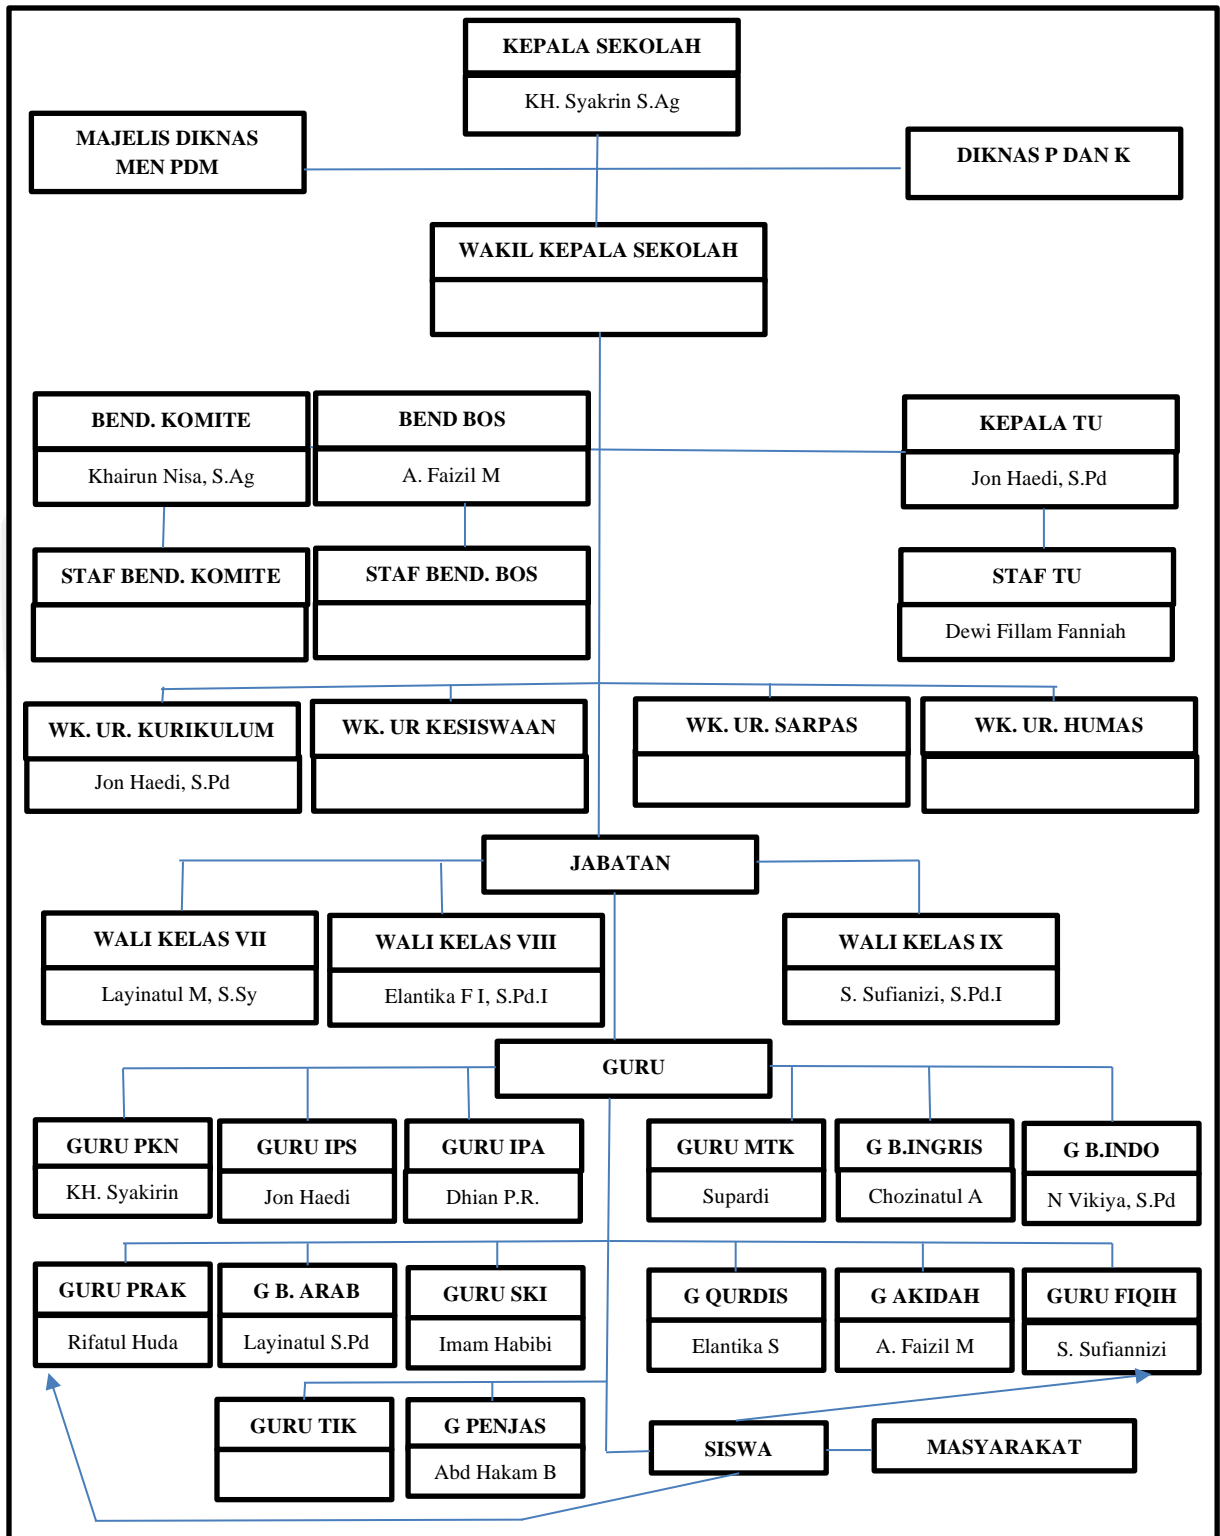 KEPALA SEKOLAH
KH. Syakrin S.Ag
MAJELIS DIKNAS
MEN PDM
DIKNAS P DAN K
WAKIL KEPALA SEKOLAH
BEND. KOMITE
Khairun Nisa, S.Ag
BEND BOS
A. Faizil M
KEPALA TU
Jon Haedi, S.Pd
STAF BEND. KOMITE
STAF BEND. BOS
STAF TU
Dewi Fillam Fanniah
WK. UR. KURIKULUM
Jon Haedi, S.Pd
WK. UR KESISWAAN
WK. UR. SARPAS
WK. UR. HUMAS
JABATAN
WALI KELAS VII
Layinatul M, S.Sy
WALI KELAS VIII
Elantika F I, S.Pd.I
WALI KELAS IX
S. Sufianizi, S.Pd.I
GURU
GURU PKN
KH. Syakirin
GURU IPS
Jon Haedi
GURU IPA
Dhian P.R.
GURU MTK
Supardi
G B.INGRIS
Chozinatul A
G B.INDO
N Vikiya, S.Pd
GURU PRAK
Rifatul Huda
G B. ARAB
Layinatul S.Pd
GURU SKI
Imam Habibi
G QURDIS
Elantika S
G AKIDAH
A. Faizil M
GURU FIQIH
S. Sufiannizi
GURU TIK
G PENJAS
Abd Hakam B
SISWA
MASYARAKAT